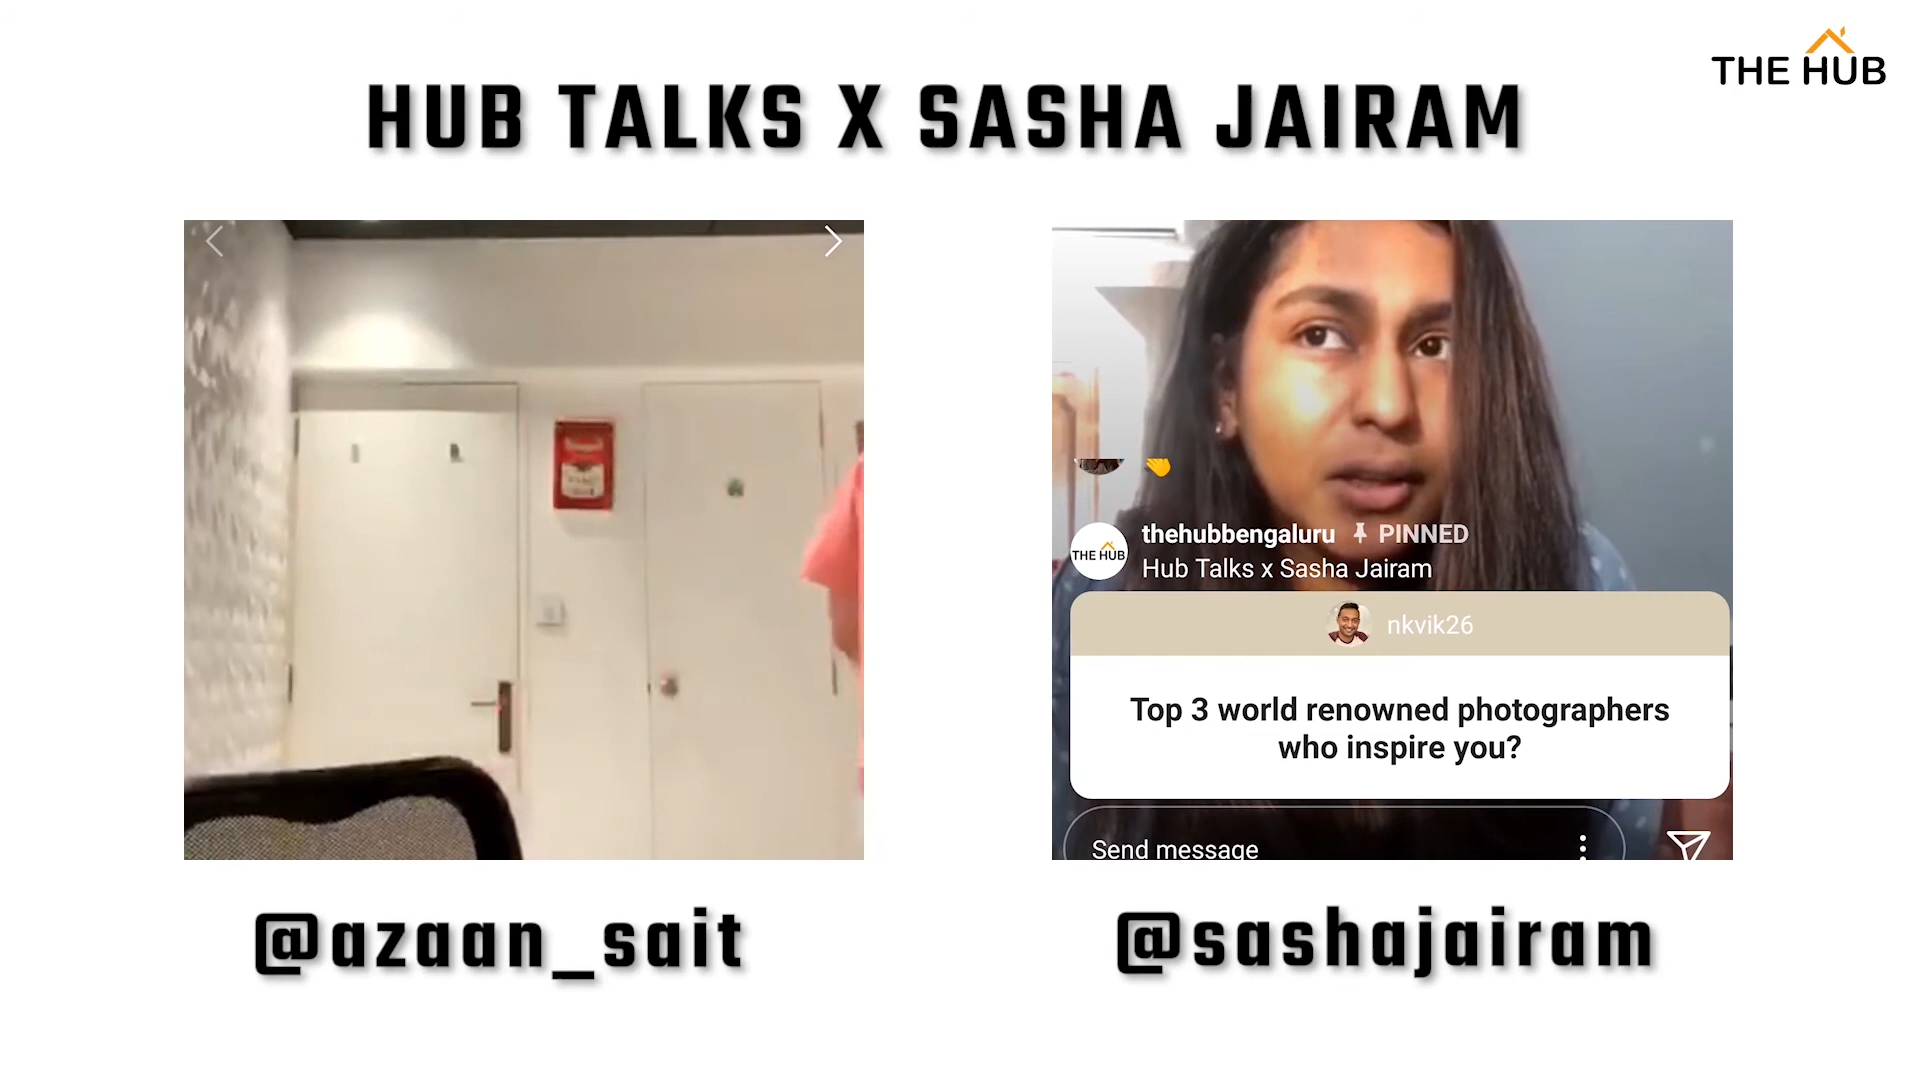 THE HUB
HUB TALKS X SASHA JAIRAM
thehubbengaluru PINNED
THE HUB
Hub Talks x Sasha Jairam
nkvik26
Top 3 world renowned photographers
who inspire you?
Send message
@azaan_sait
@sashajairam